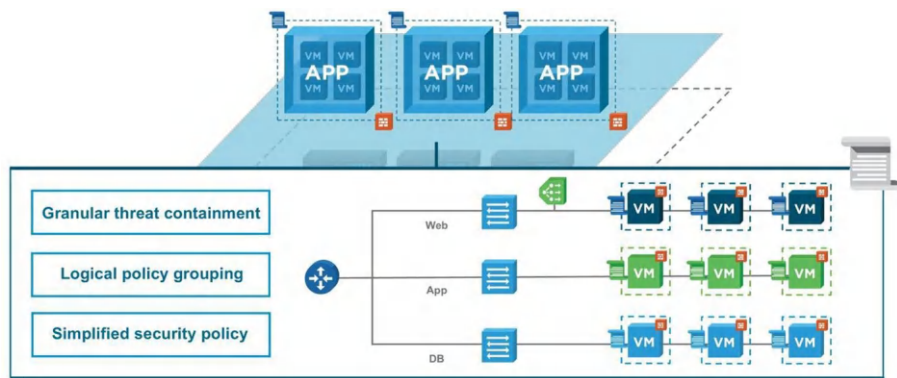 VM VM VM VM VM VM
APP APP APP
VM VM VM VM VM VM
Granular threat containment
Web
VM VM VM
Logical policy grouping
App
VM VM VM
Simplified security policy
DB
VM VM VM